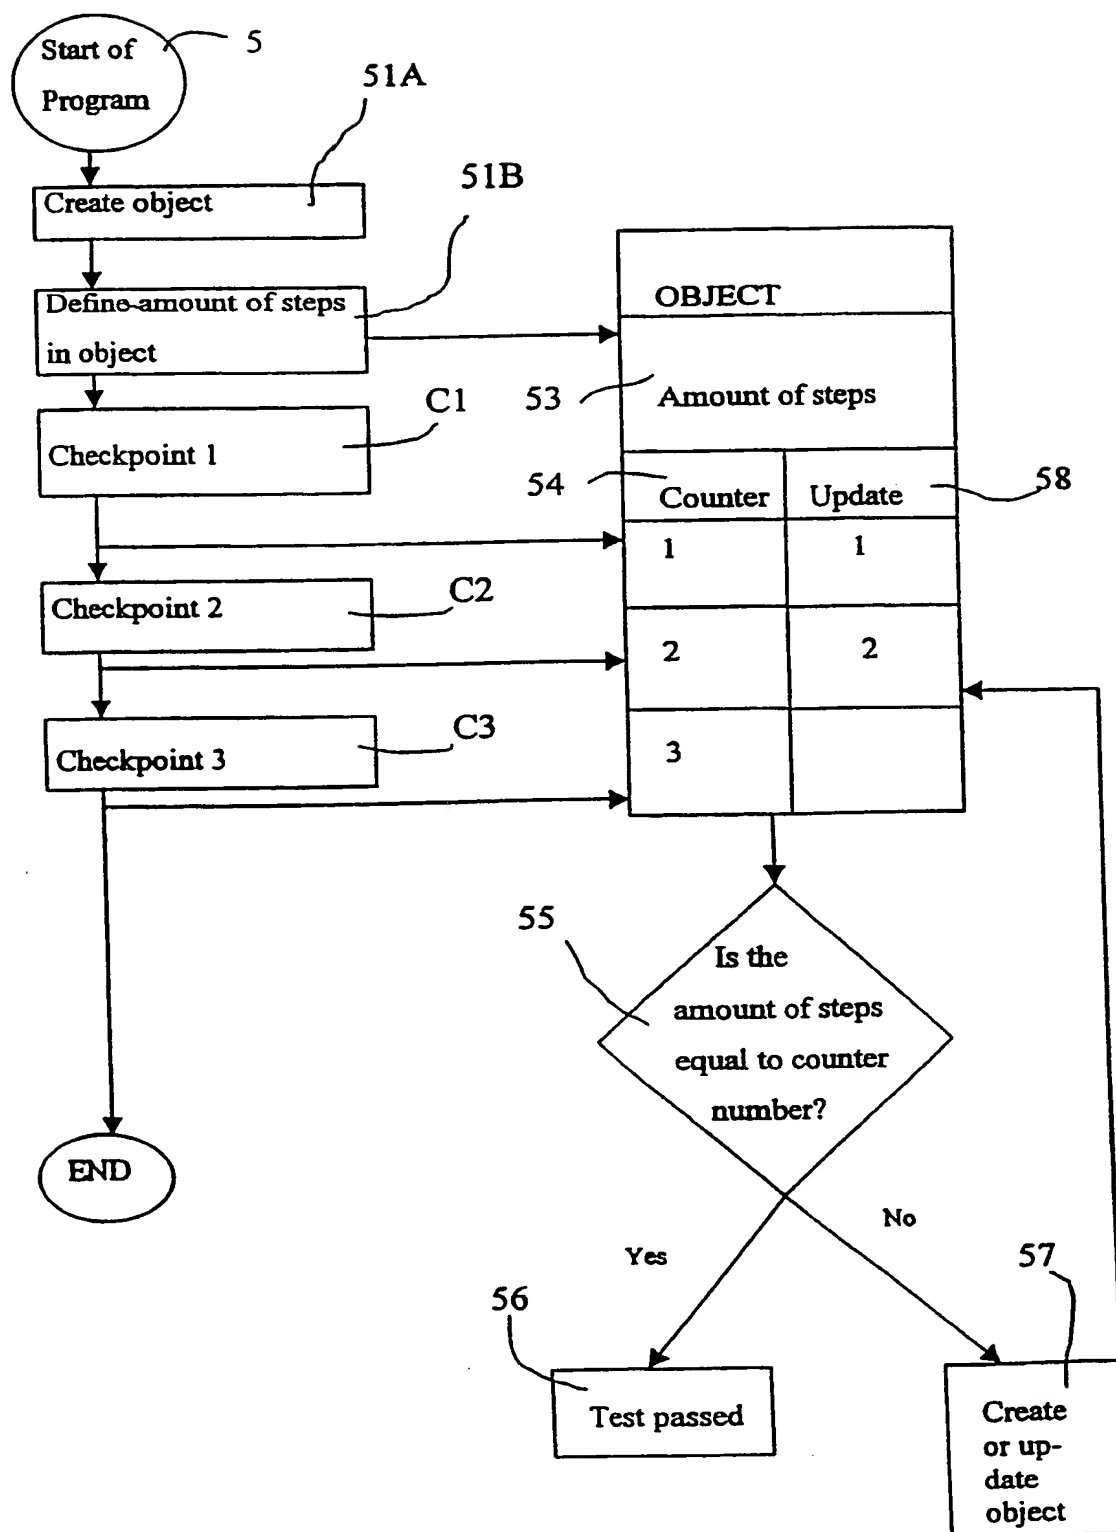 Start of
Program
5
51A
Create object
51B
Define amount of steps
in object
OBJECT
53
Amount of steps
C1
Checkpoint 1
54
Counter
Update
58
1
1
C2
Checkpoint 2
2
2
C3
Checkpoint 3
3
55
Is the
amount of steps
equal to counter
number?
END
Yes
No
56
57
Test passed
Create
or up-
date
object